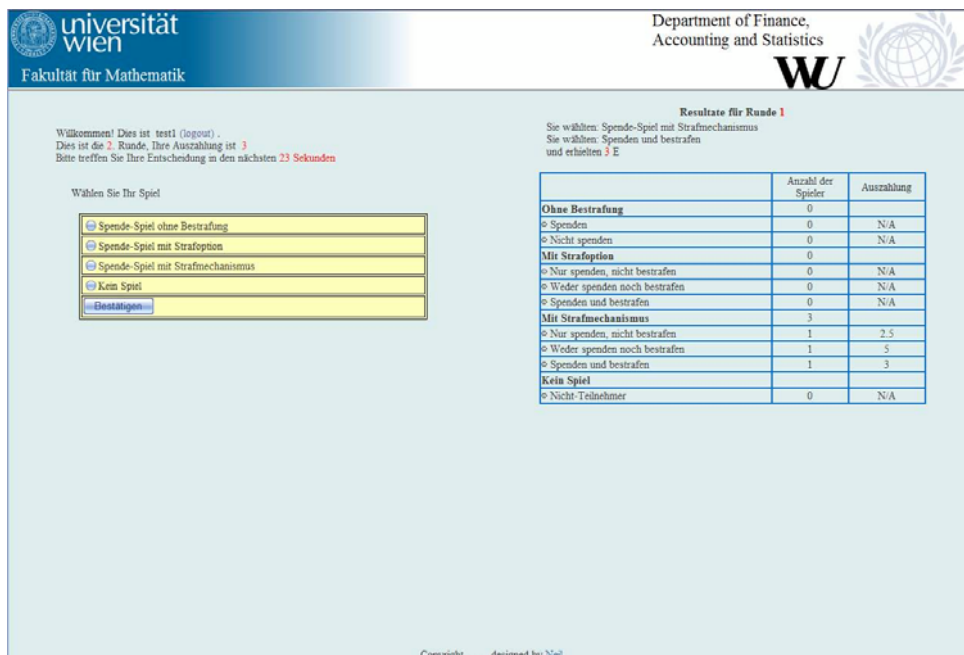 universität
wien
Fakultät für Mathematik
Department of Finance,
Accounting and Statistics
WU
Willkommen! Dies ist test1 (logout) .
Dies ist die 2. Runde, Ihre Auszahlung ist 3
Bitte treffen Sie Ihre Entscheidung in den nächsten 23 Sekunden
Wählen Sie Ihr Spiel
Spende-Spiel ohne Bestrafung
Spende-Spiel mit Strafoption
Spende-Spiel mit Strafmechanismus
Kein Spiel
Bestätigen
Resultate für Runde 1
Sie wählten: Spende-Spiel mit Strafmechanismus
Sie wählten: Spenden und bestrafen
und erhielten 3 E
Anzahl der Spieler Auszahlung
Ohne Bestrafung 0
Spenden 0 N/A
Nicht spenden 0 N/A
Mit Strafoption 0
Nur spenden, nicht bestrafen 0 N/A
Weder spenden noch bestrafen 0 N/A
Spenden und bestrafen 0 N/A
Mit Strafmechanismus 3
Nur spenden, nicht bestrafen 1 2.5
Weder spenden noch bestrafen 1 5
Spenden und bestrafen 1 3
Kein Spiel
Nicht-Teilnehmer 0 N/A
Copyright designed by Neil